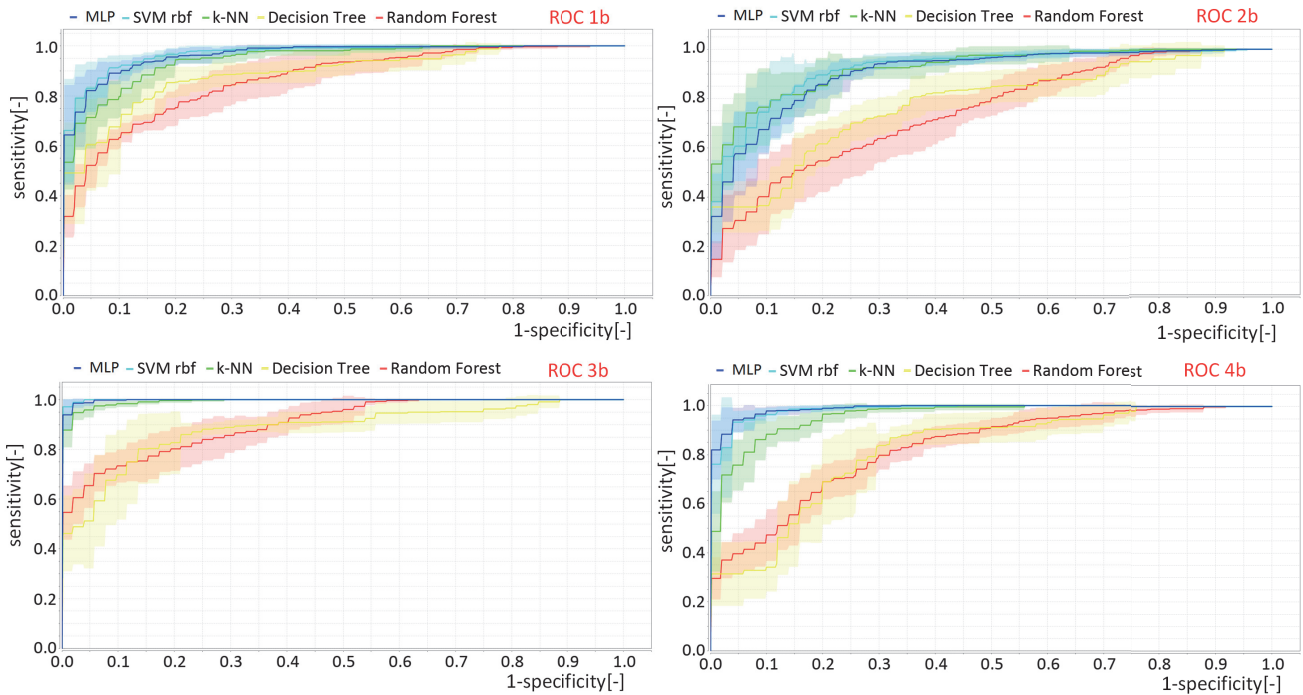 MLP SVM rbf k-NN Decision Tree Random Forest ROC 1b
1.0
0.8
0.6
0.4
0.2
0.0
sensitivity[-]
0.0 0.1 0.2 0.3 0.4 0.5 0.6 0.7 0.8 0.9 1.0
1-specificity[-]
MLP SVM rbf k-NN Decision Tree Random Forest ROC 2b
1.0
0.8
0.6
0.4
0.2
0.0
sensitivity[-]
0.0 0.1 0.2 0.3 0.4 0.5 0.6 0.7 0.8 0.9 1.0
1-specificity[-]
MLP SVM rbf k-NN Decision Tree Random Forest ROC 3b
1.0
0.8
0.6
0.4
0.2
0.0
sensitivity[-]
0.0 0.1 0.2 0.3 0.4 0.5 0.6 0.7 0.8 0.9 1.0
1-specificity[-]
MLP SVM rbf k-NN Decision Tree Random Forest ROC 4b
1.0
0.8
0.6
0.4
0.2
0.0
sensitivity[-]
0.0 0.1 0.2 0.3 0.4 0.5 0.6 0.7 0.8 0.9 1.0
1-specificity[-]